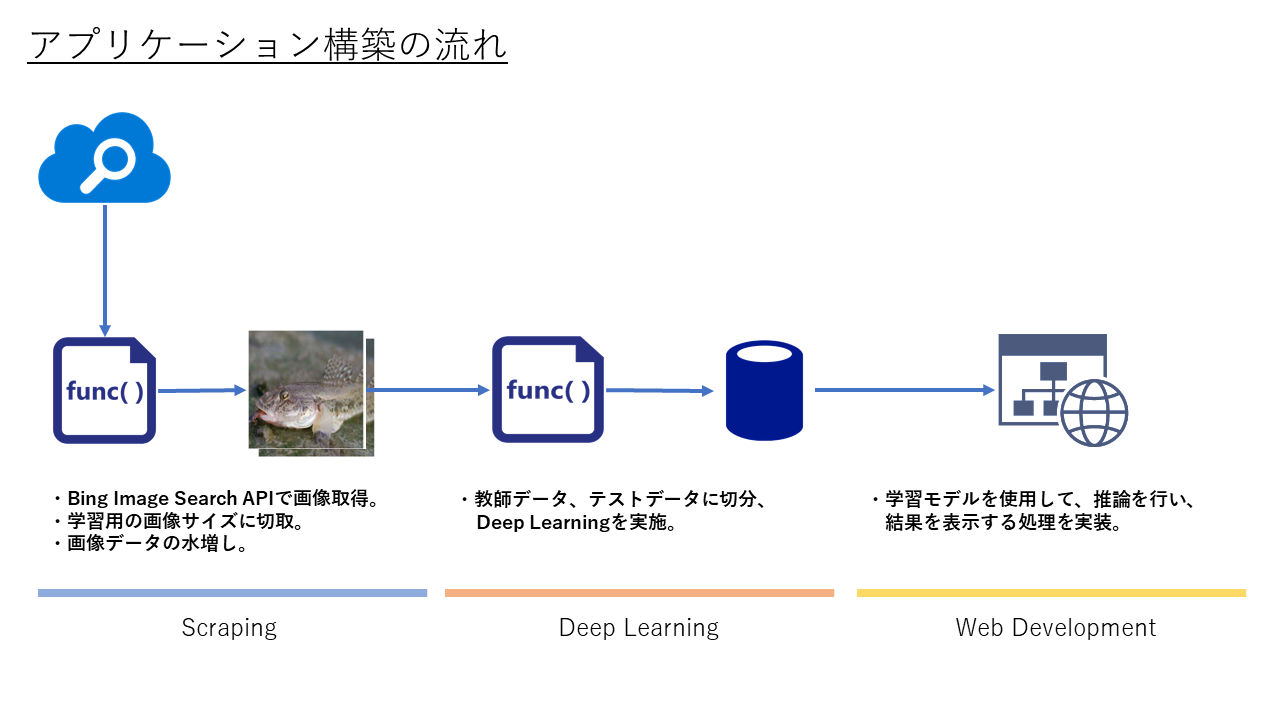 アプリケーション構築の流れ
func( )
func( )
・Bing Image Search APIで画像取得。
・学習用の画像サイズに切取。
・画像データの水増し。
・教師データ、テストデータに切分、
Deep Learningを実施。
・学習モデルを使用して、推論を行い、
結果を表示する処理を実装。
Scraping
Deep Learning
Web Development